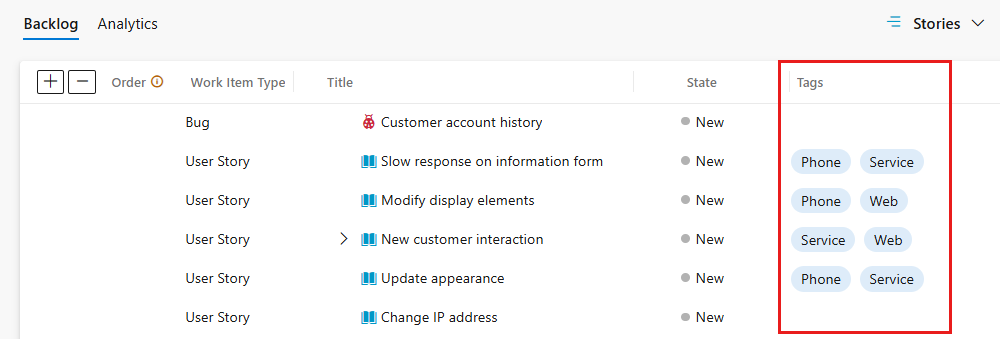 Backlog Analytics Stories
Order Work Item Type Title State Tags
Bug Customer account history New
User Story Slow response on information form New Phone Service
User Story Modify display elements New Phone Web
User Story New customer interaction New Service Web
User Story Update appearance New Phone Service
User Story Change IP address New